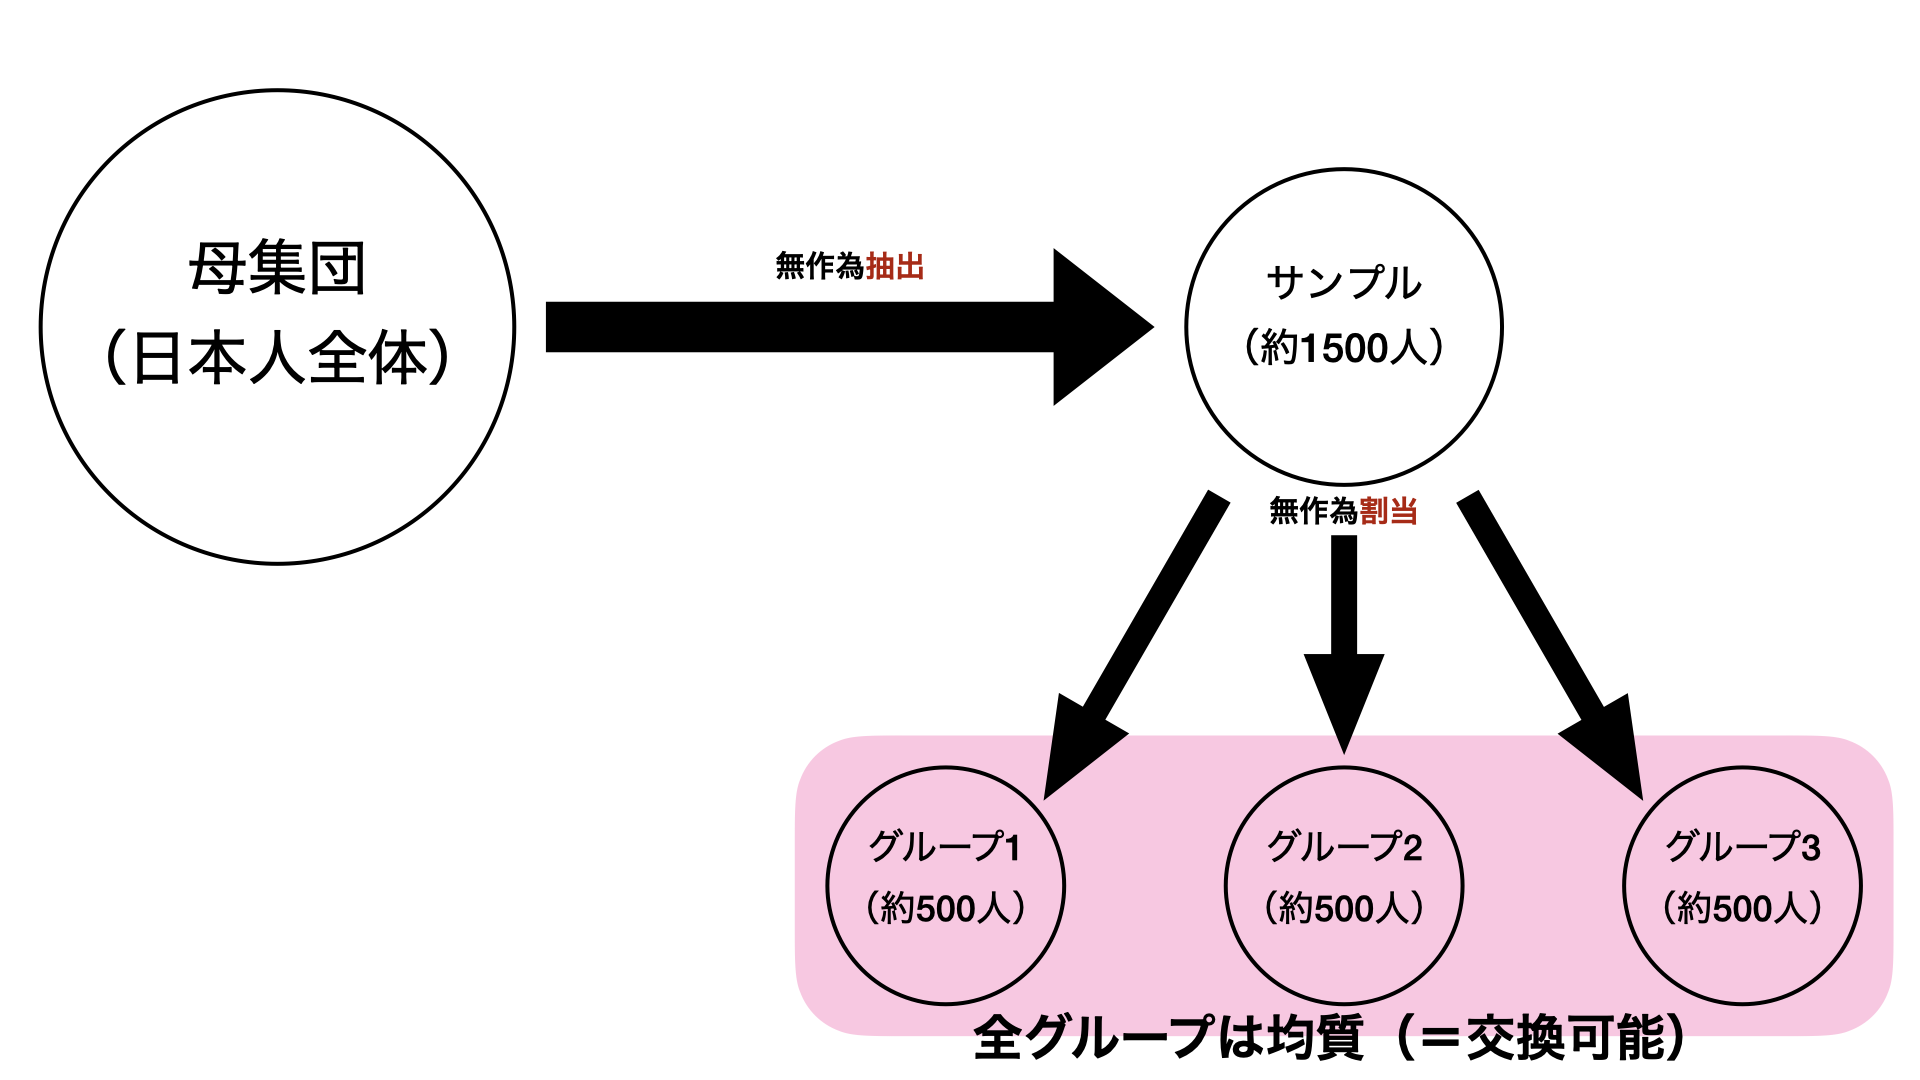 母集団
（日本人全体）
無作為抽出
サンプル
（約1500人）
無作為割当
グループ1
（約500人）
グループ2
（約500人）
グループ3
（約500人）
全グループは均質（＝交換可能）